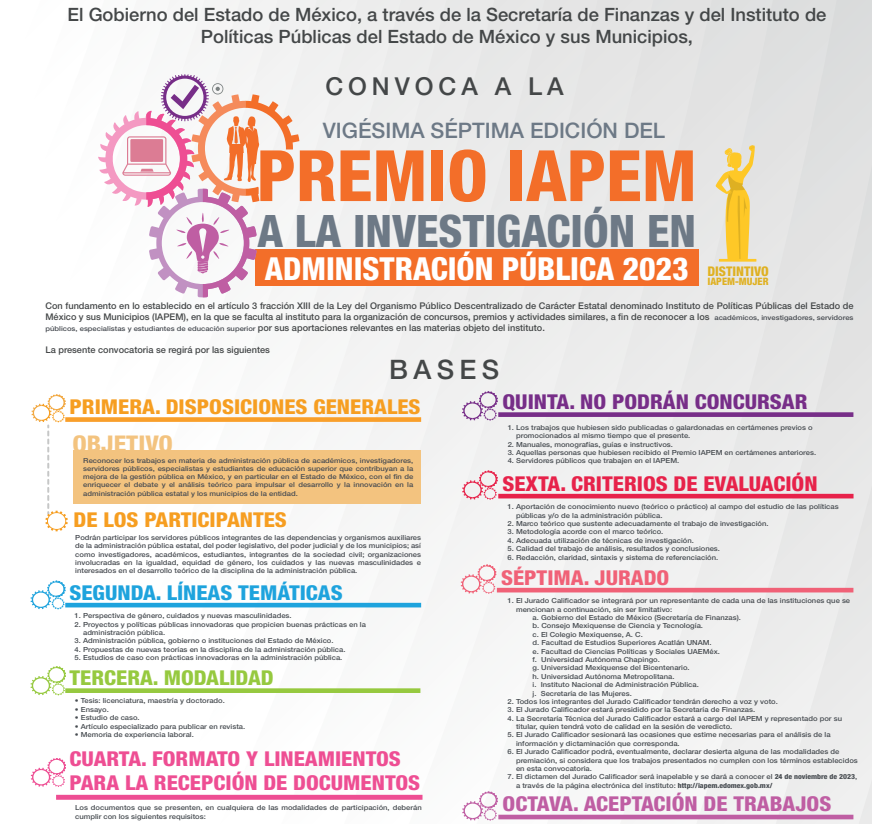 El Gobierno del Estado de México, a través de la Secretaría de Finanzas y del Instituto de
Políticas Públicas del Estado de México y sus Municipios,
CONVOCA A LA
VIGÉSIMA SÉPTIMA EDICIÓN DEL
PREMIO IAPEM
A LA INVESTIGACIÓN EN
ADMINISTRACIÓN PÚBLICA 2023
DISTINTIVO
IAPEM-MUJER
Con fundamento en lo establecido en el artículo 3 fracción XIII de la Ley del Organismo Público Descentralizado de Carácter Estatal denominado Instituto de Políticas Públicas del Estado de
México y sus Municipios (IAPEM), en la que se faculta al instituto para la organización de concursos, premios y actividades similares, a fin de reconocer a los académicos, investigadores, servidores
públicos, especialistas y estudiantes de educación superior por sus aportaciones relevantes en las materias objeto del instituto.
La presente convocatoria se regirá por las siguientes
BASES
PRIMERA. DISPOSICIONES GENERALES
OBJETIVO
Reconocer los trabajos en materia de administración pública de académicos, investigadores,
servidores públicos, especialistas y estudiantes de educación superior que contribuyan a la
mejora de la gestión pública en México, y en particular en el Estado de México, con el fin de
enriquecer el debate y el análisis teórico para impulsar el desarrollo y la innovación en la
administración pública estatal y los municipios de la entidad.
DE LOS PARTICIPANTES
Podrán participar los servidores públicos integrantes de las dependencias y organismos auxiliares
de la administración pública estatal, del poder legislativo, del poder judicial y de los municipios; así
como investigadores, académicos, estudiantes, integrantes de la sociedad civil; organizaciones
involucradas en la igualdad, equidad de género, los cuidados y las nuevas masculinidades e
interesados en el desarrollo teórico de la disciplina de la administración pública.
SEGUNDA. LÍNEAS TEMÁTICAS
1. Perspectiva de género, cuidados y nuevas masculinidades.
2. Proyectos y políticas públicas innovadoras que propicien buenas prácticas en la
administración pública.
3. Administración pública, gobierno o instituciones del Estado de México.
4. Propuestas de nuevas teorías en la disciplina de la administración pública.
5. Estudios de caso con prácticas innovadoras en la administración pública.
TERCERA. MODALIDAD
• Tesis: licenciatura, maestría y doctorado.
• Ensayo.
• Estudio de caso.
• Artículo especializado para publicar en revista.
• Memoria de experiencia laboral.
CUARTA. FORMATO Y LINEAMIENTOS
PARA LA RECEPCIÓN DE DOCUMENTOS
Los documentos que se presenten, en cualquiera de las modalidades de participación, deberán
cumplir con los siguientes requisitos:
QUINTA. NO PODRÁN CONCURSAR
1. Los trabajos que hubiesen sido publicados o galardonadas en certámenes previos o
promocionados al mismo tiempo que el presente.
2. Manuales, monografías, guías e instructivos.
3. Aquellas personas que hubiesen recibido el Premio IAPEM en certámenes anteriores.
4. Servidores públicos que trabajen en el IAPEM.
SEXTA. CRITERIOS DE EVALUACIÓN
1. Aportación de conocimiento nuevo (teórico o práctico) al campo del estudio de las políticas
públicas y/o de la administración pública.
2. Marco teórico que sustente adecuadamente el trabajo de investigación.
3. Metodología acorde con el marco teórico.
4. Adecuada utilización de técnicas de investigación.
5. Calidad del trabajo de análisis, resultados y conclusiones.
6. Redacción, claridad, sintaxis y sistema de referenciación.
SÉPTIMA. JURADO
1. El Jurado Calificador se integrará por un representante de cada una de las instituciones que se
mencionan a continuación, sin ser limitativo:
a. Gobierno del Estado de México (Secretaría de Finanzas).
b. Consejo Mexiquense de Ciencia y Tecnología.
c. El Colegio Mexiquense, A. C.
d. Facultad de Estudios Superiores Acatlán UNAM.
e. Facultad de Ciencias Políticas y Sociales UAEMéx.
f. Universidad Autónoma Chapingo.
g. Universidad Mexiquense del Bicentenario.
h. Universidad Autónoma Metropolitana.
i. Instituto Nacional de Administración Pública.
j. Secretaría de las Mujeres.
2. Todos los integrantes del Jurado Calificador tendrán derecho a voz y voto.
3. El Jurado Calificador estará presidido por la Secretaría de Finanzas.
4. La Secretaría Técnica del Jurado Calificador estará a cargo del IAPEM y representado por su
titular, quien tendrá voto de calidad en la sesión de veredicto.
5. El Jurado Calificador sesionará las ocasiones que estime necesarias para el análisis de la
información y dictaminación que corresponda.
6. El Jurado Calificador podrá, eventualmente, declarar desierta alguna de las modalidades de
premiación, si considera que los trabajos presentados no cumplen con los términos establecidos
en esta convocatoria.
7. El dictamen del Jurado Calificador será inapelable y se dará a conocer el 24 de noviembre de 2023,
a través de la página electrónica del instituto: http://iapem.edomex.gob.mx/
OCTAVA. ACEPTACIÓN DE TRABAJOS